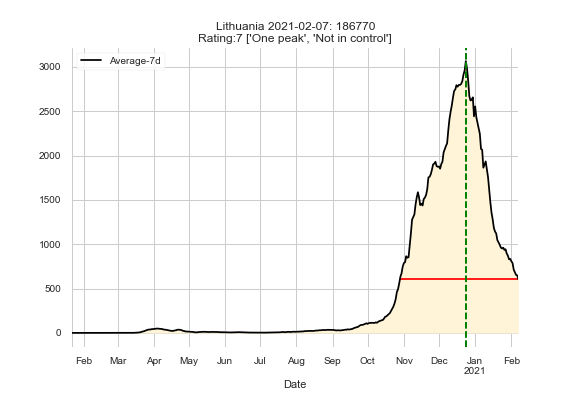 Lithuania 2021-02-07: 186770
Rating:7 ['One peak', 'Not in control']
Average-7d
3000
2500
2000
1500
1000
500
0
Feb Mar Apr May Jun Jul Aug Sep Oct Nov Dec Jan Feb
2021
Date